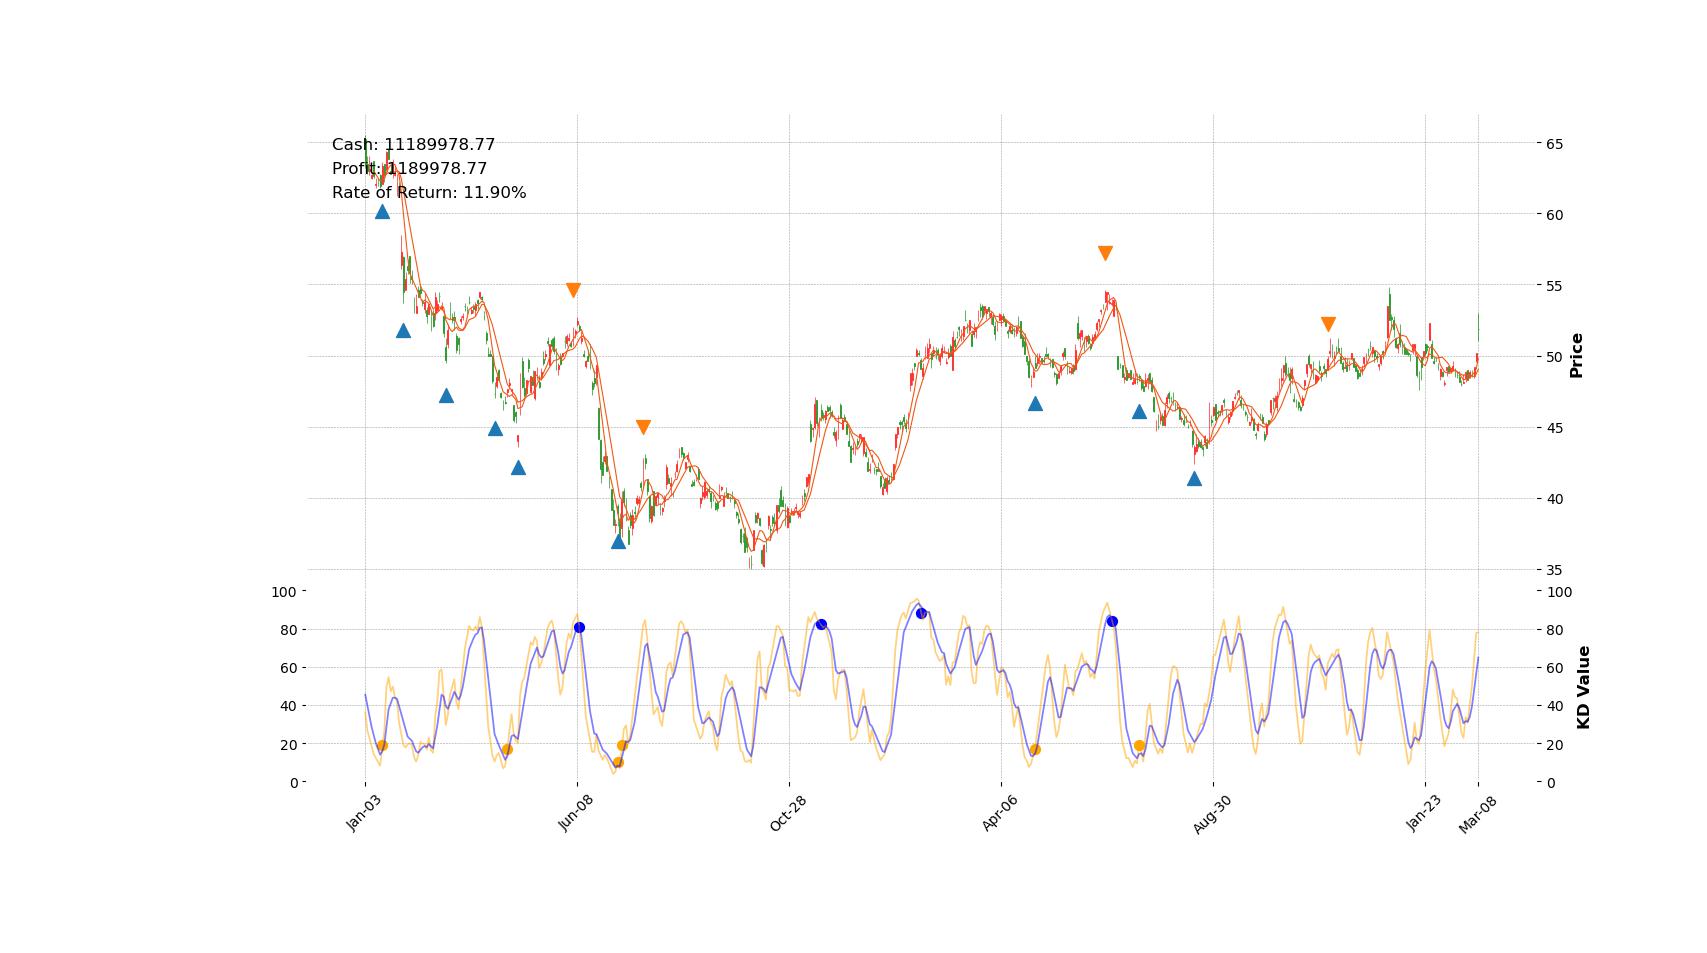 Cash: 11189978.77
Profit: 1189978.77
Rate of Return: 11.90%
65
60
55
50
45
40
35
Price
100
80
60
40
20
0
100
80
60
40
20
0
KD Value
Jan-03
Jun-08
Oct-28
Apr-06
Aug-30
Jan-23
Mar-08